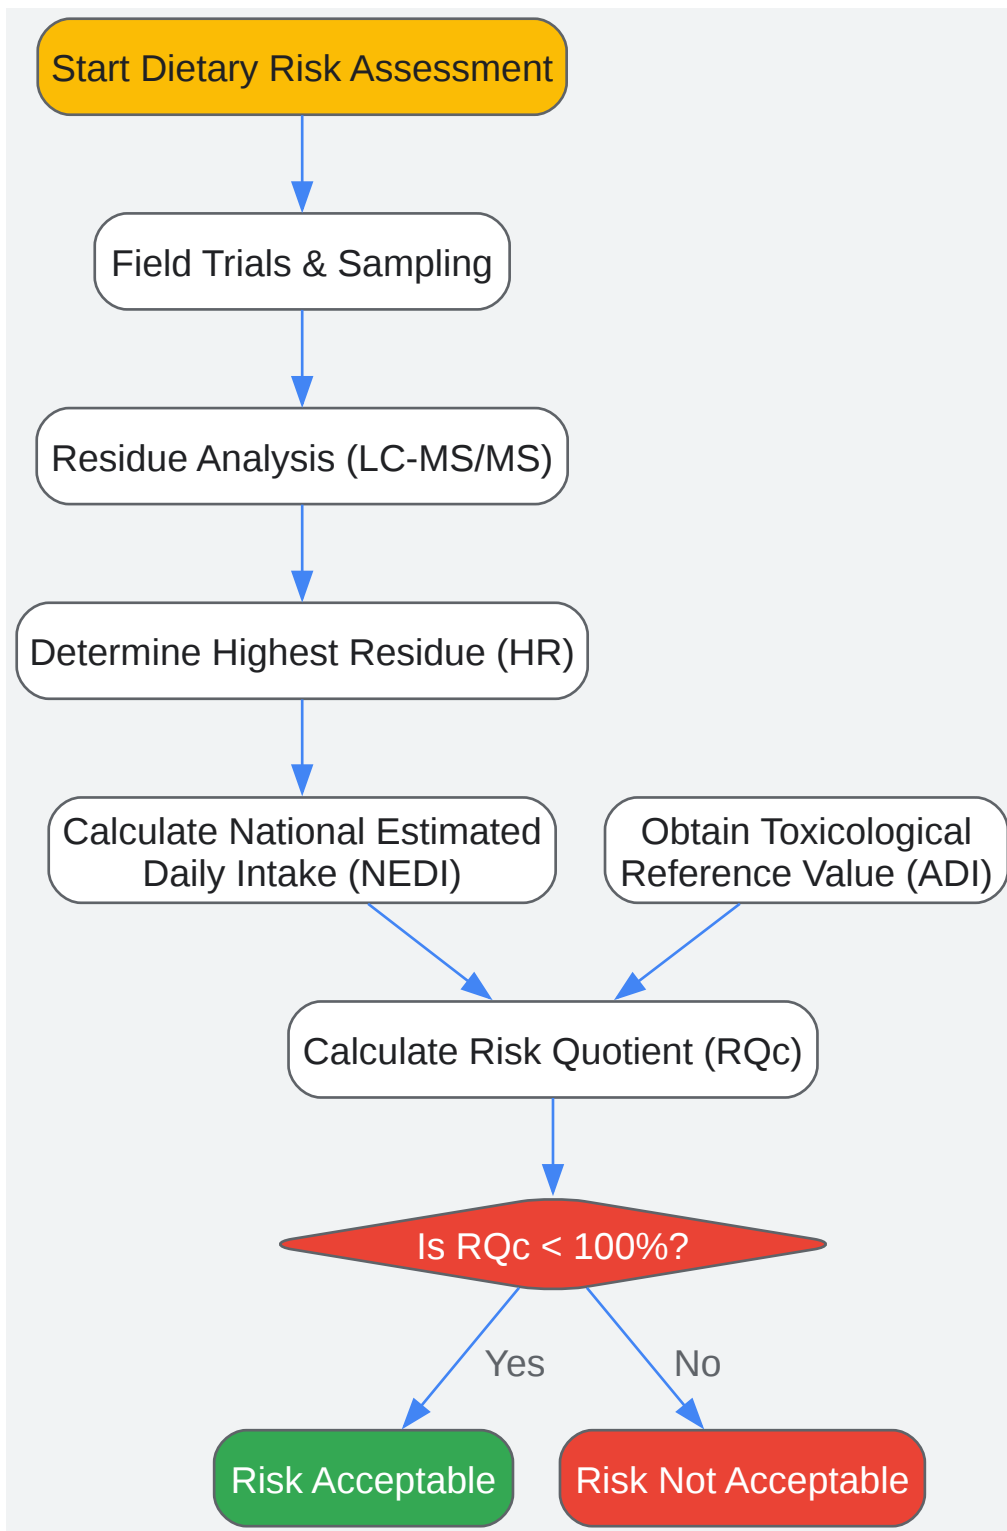 Start Dietary Risk Assessment
Field Trials & Sampling
Residue Analysis (LC-MS/MS)
Determine Highest Residue (HR)
Calculate National Estimated
Daily Intake (NEDI)
Obtain Toxicological
Reference Value (ADI)
Calculate Risk Quotient (RQc)
Is RQc < 100%?
Yes
No
Risk Acceptable
Risk Not Acceptable